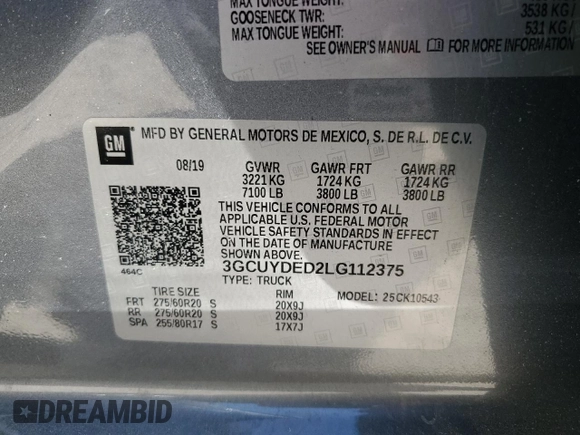 MAX TONGUE WEIGHT:
GOOSENECK TWR: 3538 KG /
MAX TONGUE WEIGHT: 531 KG /
SEE OWNER'S MANUAL FOR MORE INFORMATION
GM MFD BY GENERAL MOTORS DE MEXICO, S. DE R.L. DE C.V.
08/19 GVWR GAWR FRT GAWR RR
3221 KG 1724 KG 1724 KG
7100 LB 3800 LB 3800 LB
THIS VEHICLE CONFORMS TO ALL
APPLICABLE U.S. FEDERAL MOTOR
VEHICLE SAFETY STANDARDS IN EFFECT
ON THE DATE OF MANUFACTURE
SHOWN ABOVE.
464C 3GCUYDED2LG112375
TYPE: TRUCK
TIRE SIZE RIM MODEL: 25CK10543
FRT 275/60R20 S 20X9J
RR 275/60R20 S 20X9J
SPA 255/80R17 S 17X7J
DREAMBID